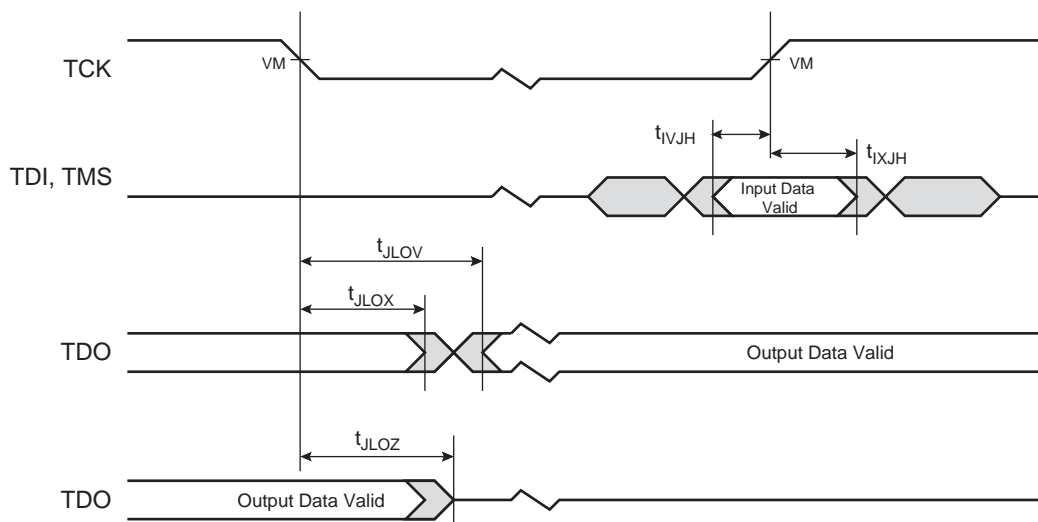 TCK
VM
VM
tIVJH
tIXJH
TDI, TMS
Input Data
Valid
tJLOV
tJLOX
TDO
Output Data Valid
tJLOZ
TDO
Output Data Valid